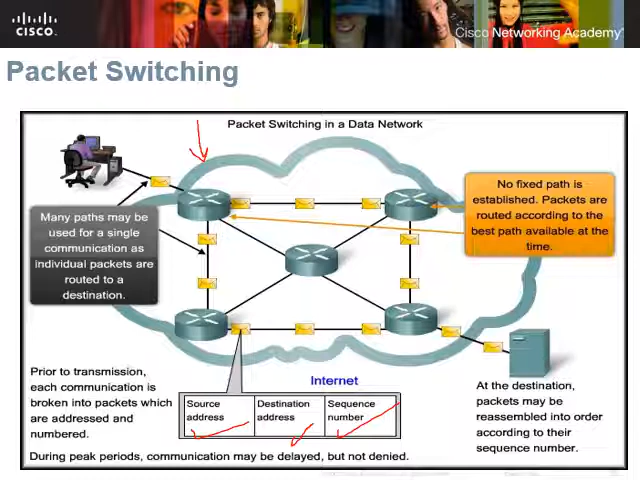 CISCO
Cisco Networking Academy
Packet Switching
Packet Switching in a Data Network
Many paths may be
used for a single
communication as
individual packets are
routed to a
destination.
No fixed path is
established. Packets are
routed according to the
best path available at the
time.
Prior to transmission,
each communication is
broken into packets which
are addressed and
numbered.
Internet
Source
address
Destination
address
Sequence
number
At the destination,
packets may be
reassembled into order
according to their
sequence number.
During peak periods, communication may be delayed, but not denied.